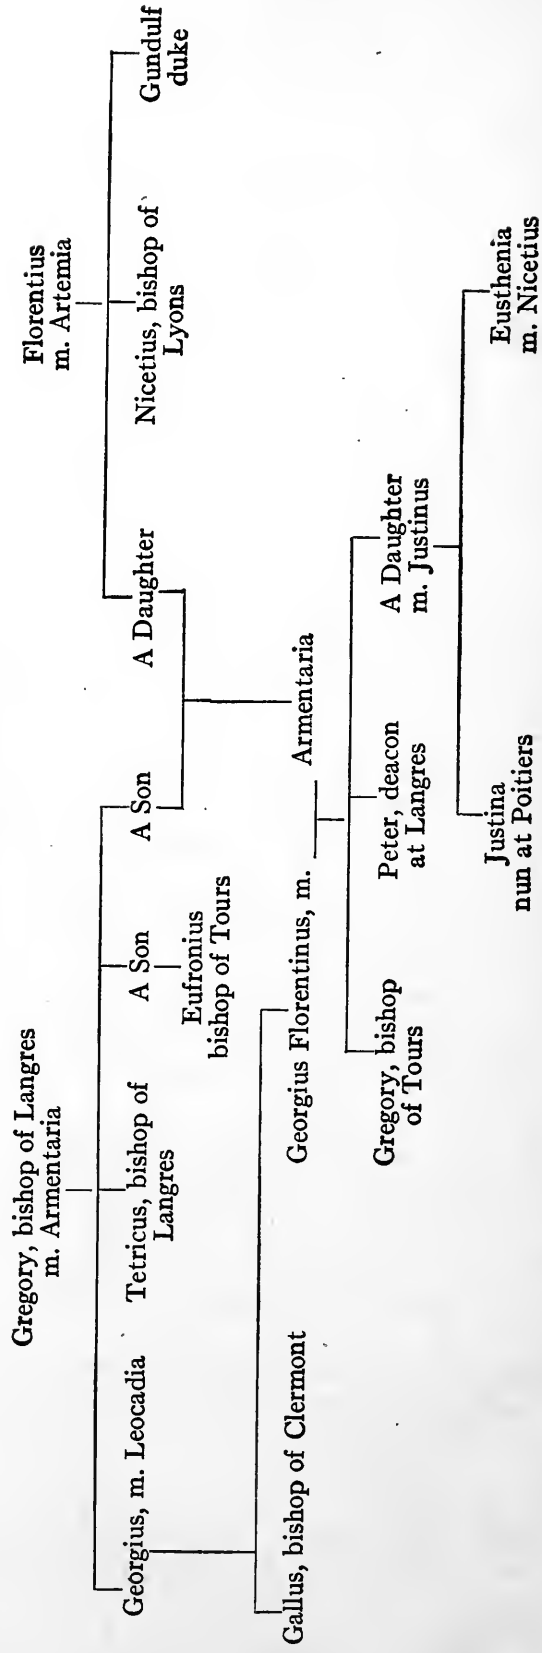 Gregory, bishop of Langres
m. Armentaria
Florentius
m. Artemia
Georgius, m. Leocadia
Tetricus, bishop of
Langres
A Son
Eufronius
bishop of Tours
A Son
A Daughter
Nicetius, bishop of
Lyons
Gundulf
duke
Gallus, bishop of Clermont
Georgius Florentinus, m.
Armentaria
Gregory, bishop
of Tours
Peter, deacon
at Langres
A Daughter
m. Justinus
Justina
nun at Poitiers
Eusthenia
m. Nicetius